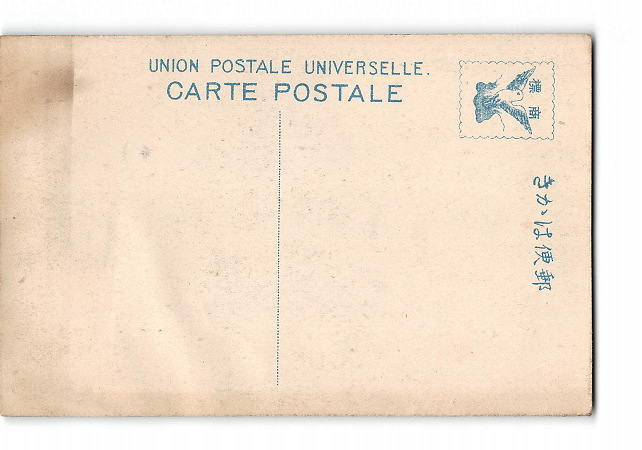 UNION POSTALE UNIVERSELLE.
CARTE POSTALE
商標
郵便はがき